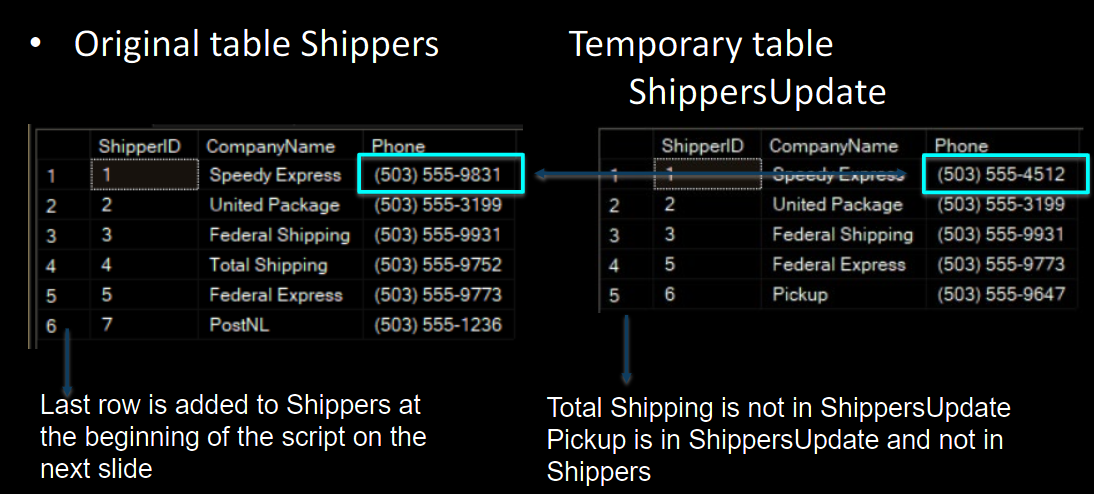 • Original table Shippers
ShipperID CompanyName Phone
1 1 Speedy Express (503) 555-9831
2 2 United Package (503) 555-3199
3 3 Federal Shipping (503) 555-9931
4 4 Total Shipping (503) 555-9752
5 5 Federal Express (503) 555-9773
6 7 PostNL (503) 555-1236
Last row is added to Shippers at
the beginning of the script on the
next slide
Temporary table
ShippersUpdate
ShipperID CompanyName Phone
1 1 Speedy Express (503) 555-4512
2 2 United Package (503) 555-3199
3 3 Federal Shipping (503) 555-9931
4 5 Federal Express (503) 555-9773
5 6 Pickup (503) 555-9647
Total Shipping is not in ShippersUpdate
Pickup is in ShippersUpdate and not in
Shippers